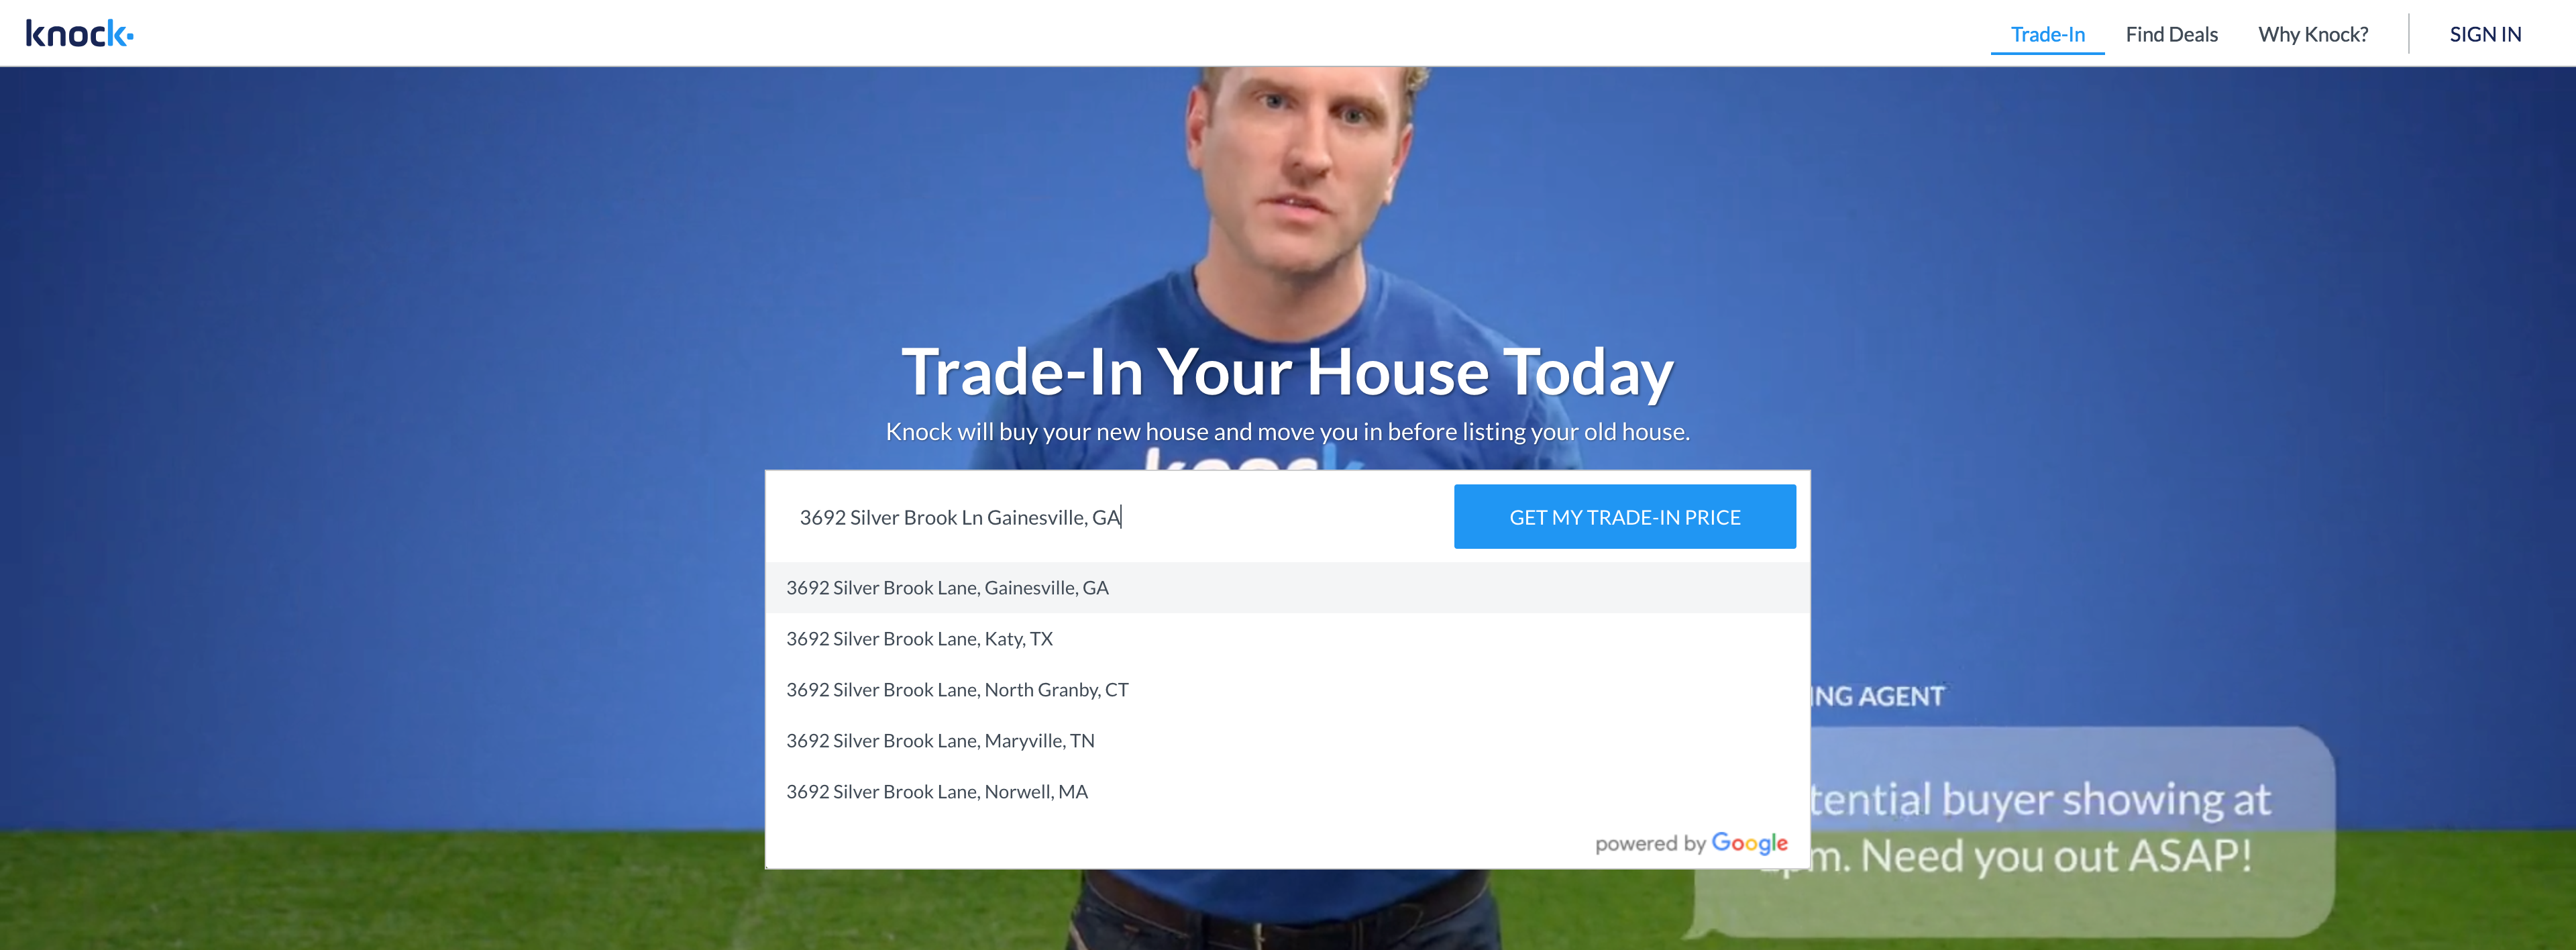 knock
Trade-In
Find Deals
Why Knock?
SIGN IN
Trade-In Your House Today
Knock will buy your new house and move you in before listing your old house.
knock
3692 Silver Brook Ln Gainesville, GA
GET MY TRADE-IN PRICE
3692 Silver Brook Lane, Gainesville, GA
3692 Silver Brook Lane, Katy, TX
3692 Silver Brook Lane, North Granby, CT
3692 Silver Brook Lane, Maryville, TN
3692 Silver Brook Lane, Norwell, MA
powered by Google
ING AGENT
tential buyer showing at
pm. Need you out ASAP!